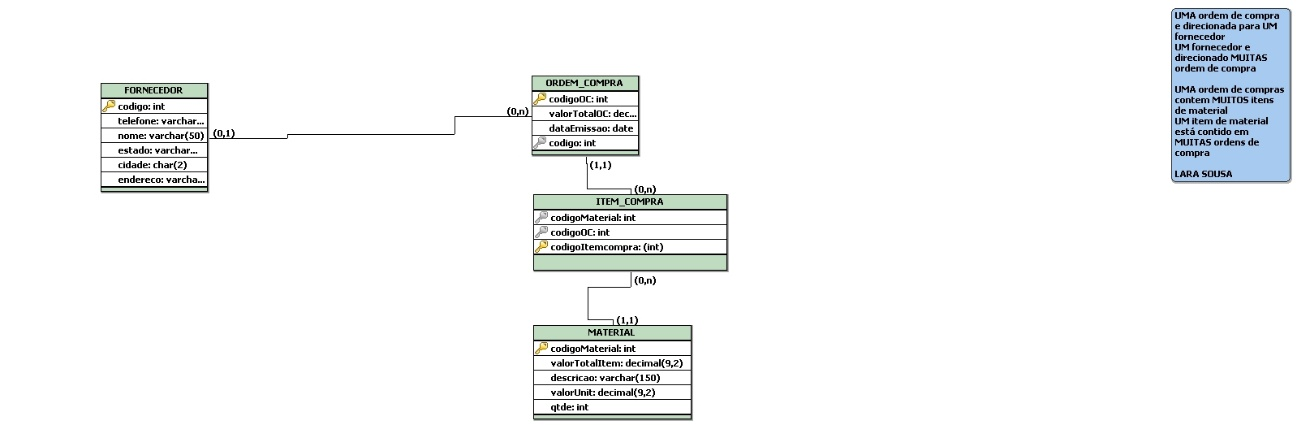 FORNECEDOR
codigo: int
telefone: varchar...
nome: varchar(50)
estado: varchar...
cidade: char(2)
endereco: varcha...
(0,1)
(0,n)
ORDEM_COMPRA
codigoOC: int
valorTotalOC: dec...
dataEmissao: date
codigo: int
(1,1)
(0,n)
ITEM_COMPRA
codigoMaterial: int
codigoOC: int
codigoItemcompra: (int)
(0,n)
(1,1)
MATERIAL
codigoMaterial: int
valorTotalItem: decimal(9,2)
descricao: varchar(150)
valorUnit: decimal(9,2)
qtde: int
UMA ordem de compra
e direcionada para UM
fornecedor
UM fornecedor e
direcionado MUITAS
ordem de compra
UMA ordem de compras
contem MUITOS itens
de material
UM item de material
está contido em
MUITAS ordens de
compra
LARA SOUSA